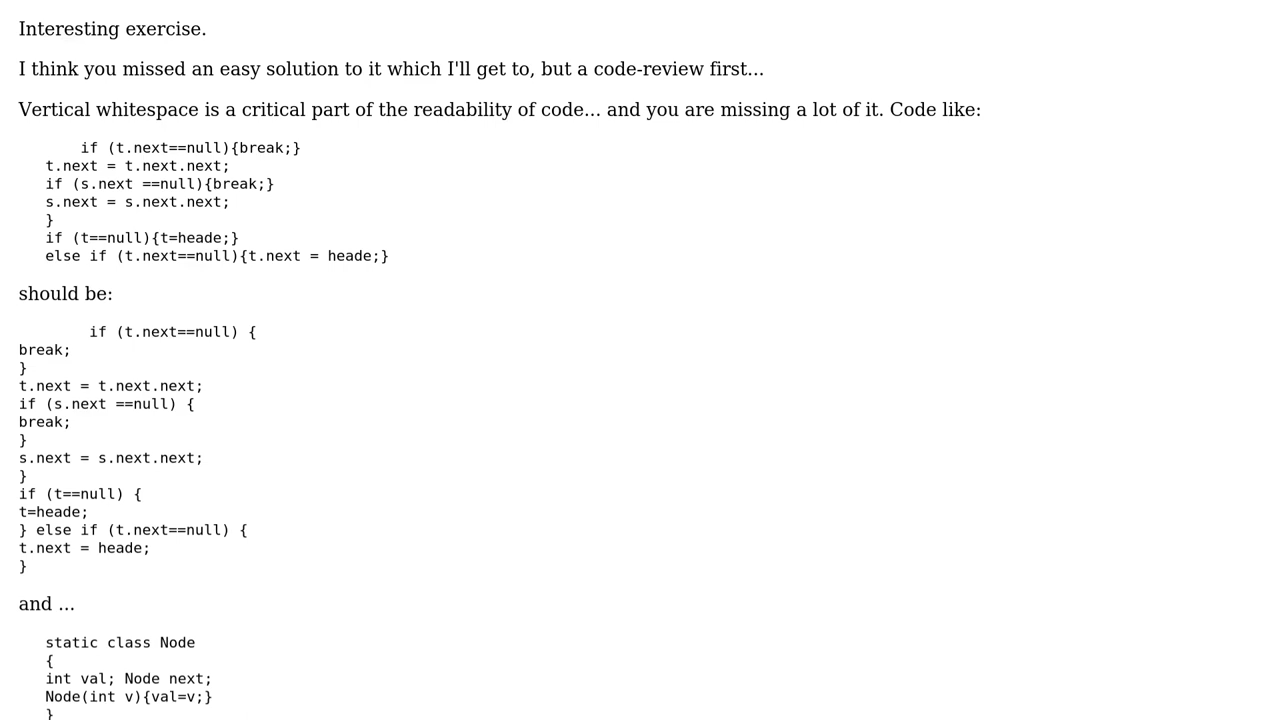 Interesting exercise.
I think you missed an easy solution to it which I'll get to, but a code-review first...
Vertical whitespace is a critical part of the readability of code... and you are missing a lot of it. Code like:
       if (t.next==null){break;}
   t.next = t.next.next;
   if (s.next ==null){break;}
   s.next = s.next.next;
   }
   if (t==null){t=heade;}
   else if (t.next==null){t.next = heade;}
should be:
        if (t.next==null) {
break;
}
t.next = t.next.next;
if (s.next ==null) {
break;
}
s.next = s.next.next;
}
if (t==null) {
t=heade;
} else if (t.next==null) {
t.next = heade;
}
and ...
   static class Node
   {
   int val; Node next;
   Node(int v){val=v;}
   }